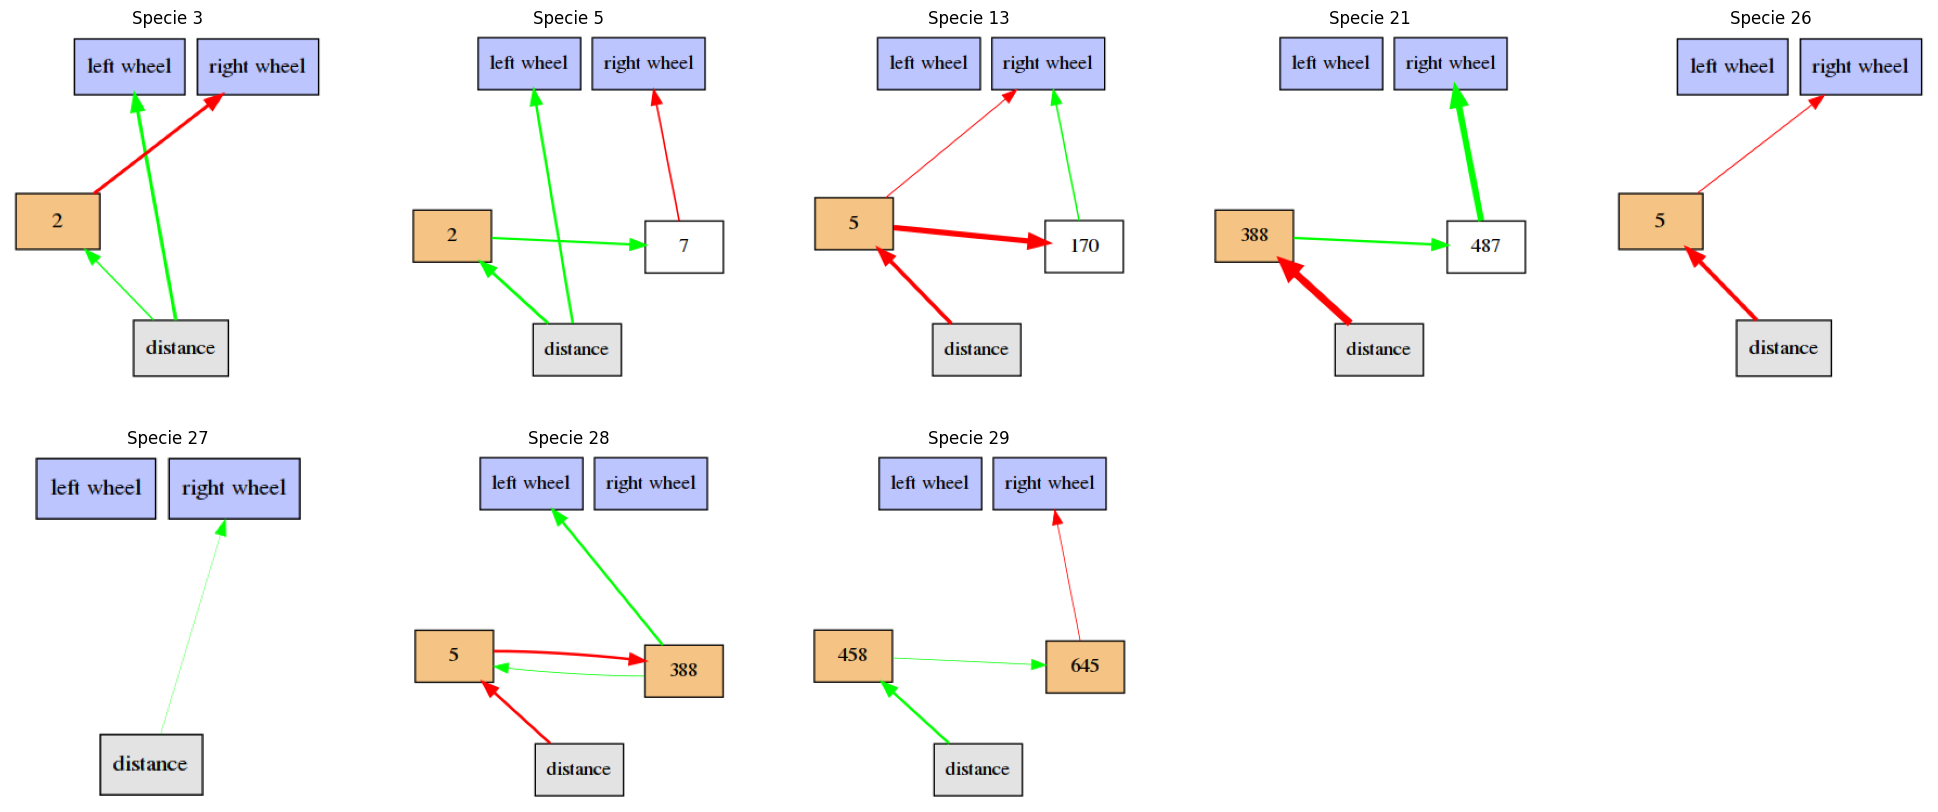 Specie 3
left wheel
right wheel
2
distance
Specie 5
left wheel
right wheel
2
7
distance
Specie 13
left wheel
right wheel
5
170
distance
Specie 21
left wheel
right wheel
388
487
distance
Specie 26
left wheel
right wheel
5
distance
Specie 27
left wheel
right wheel
distance
Specie 28
left wheel
right wheel
5
388
distance
Specie 29
left wheel
right wheel
458
645
distance